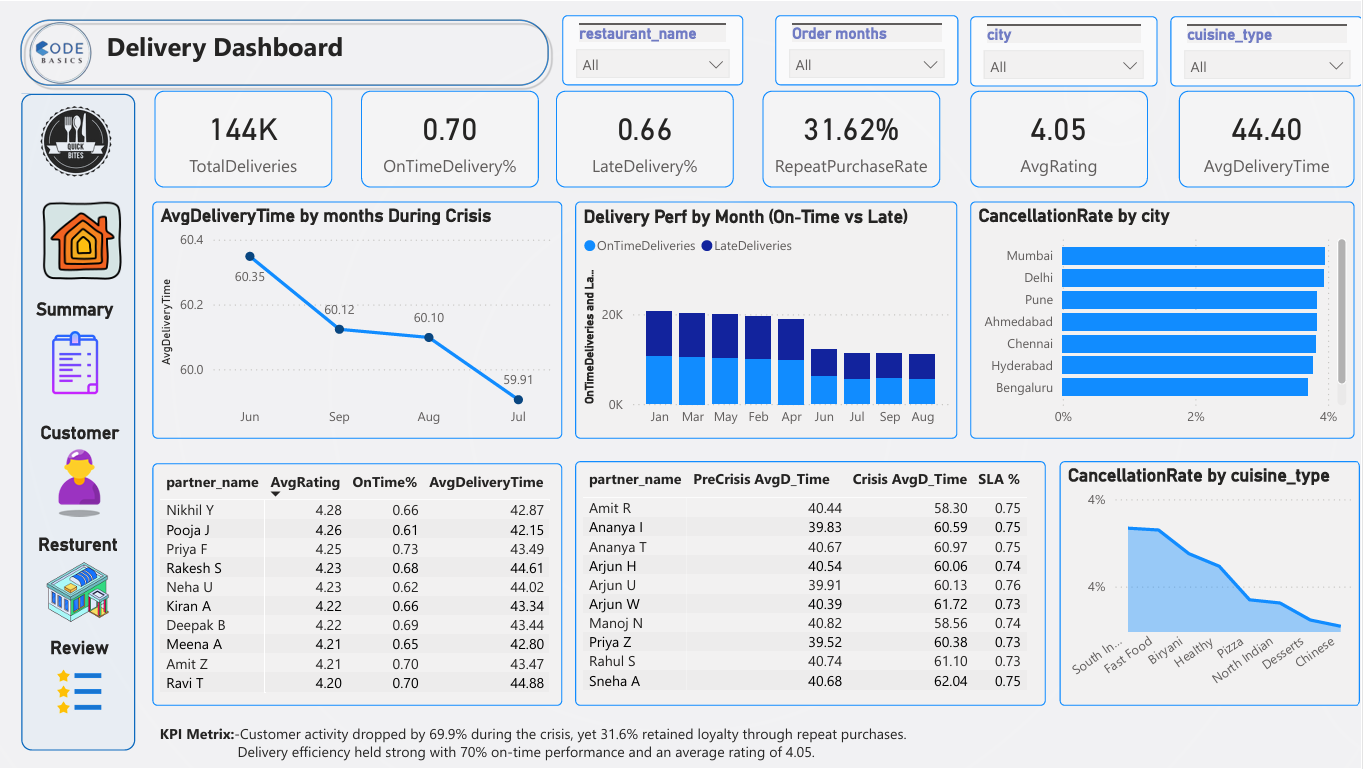 CODE
BASICS
Delivery Dashboard
restaurant_name
All
Order months
All
city
All
cuisine_type
All
QUICK
BITES
Summary
Customer
Resturent
Review
144K
TotalDeliveries
0.70
OnTimeDelivery%
0.66
LateDelivery%
31.62%
RepeatPurchaseRate
4.05
AvgRating
44.40
AvgDeliveryTime
AvgDeliveryTime by months During Crisis
AvgDeliveryTime
60.4
60.2
60.0
60.35
60.12
60.10
59.91
Jun Sep Aug Jul
Delivery Perf by Month (On-Time vs Late)
OnTimeDeliveries LateDeliveries
OnTimeDeliveries and La...
20K
0K
Jan Mar May Feb Apr Jun Jul Sep Aug
CancellationRate by city
Mumbai
Delhi
Pune
Ahmedabad
Chennai
Hyderabad
Bengaluru
0% 2% 4%
partner_name AvgRating OnTime% AvgDeliveryTime
Nikhil Y 4.28 0.66 42.87
Pooja J 4.26 0.61 42.15
Priya F 4.25 0.73 43.49
Rakesh S 4.23 0.68 44.61
Neha U 4.23 0.62 44.02
Kiran A 4.22 0.66 43.34
Deepak B 4.22 0.69 43.44
Meena A 4.21 0.65 42.80
Amit Z 4.21 0.70 43.47
Ravi T 4.20 0.70 44.88
partner_name PreCrisis AvgD_Time Crisis AvgD_Time SLA %
Amit R 40.44 58.30 0.75
Ananya I 39.83 60.59 0.75
Ananya T 40.67 60.97 0.75
Arjun H 40.54 60.06 0.74
Arjun U 39.91 60.13 0.76
Arjun W 40.39 61.72 0.73
Manoj N 40.82 58.56 0.74
Priya Z 39.52 60.38 0.73
Rahul S 40.74 61.10 0.73
Sneha A 40.68 62.04 0.75
CancellationRate by cuisine_type
4%
4%
South In... Fast Food Biryani Healthy Pizza North Indian Desserts Chinese
KPI Metrix:-Customer activity dropped by 69.9% during the crisis, yet 31.6% retained loyalty through repeat purchases.
Delivery efficiency held strong with 70% on-time performance and an average rating of 4.05.